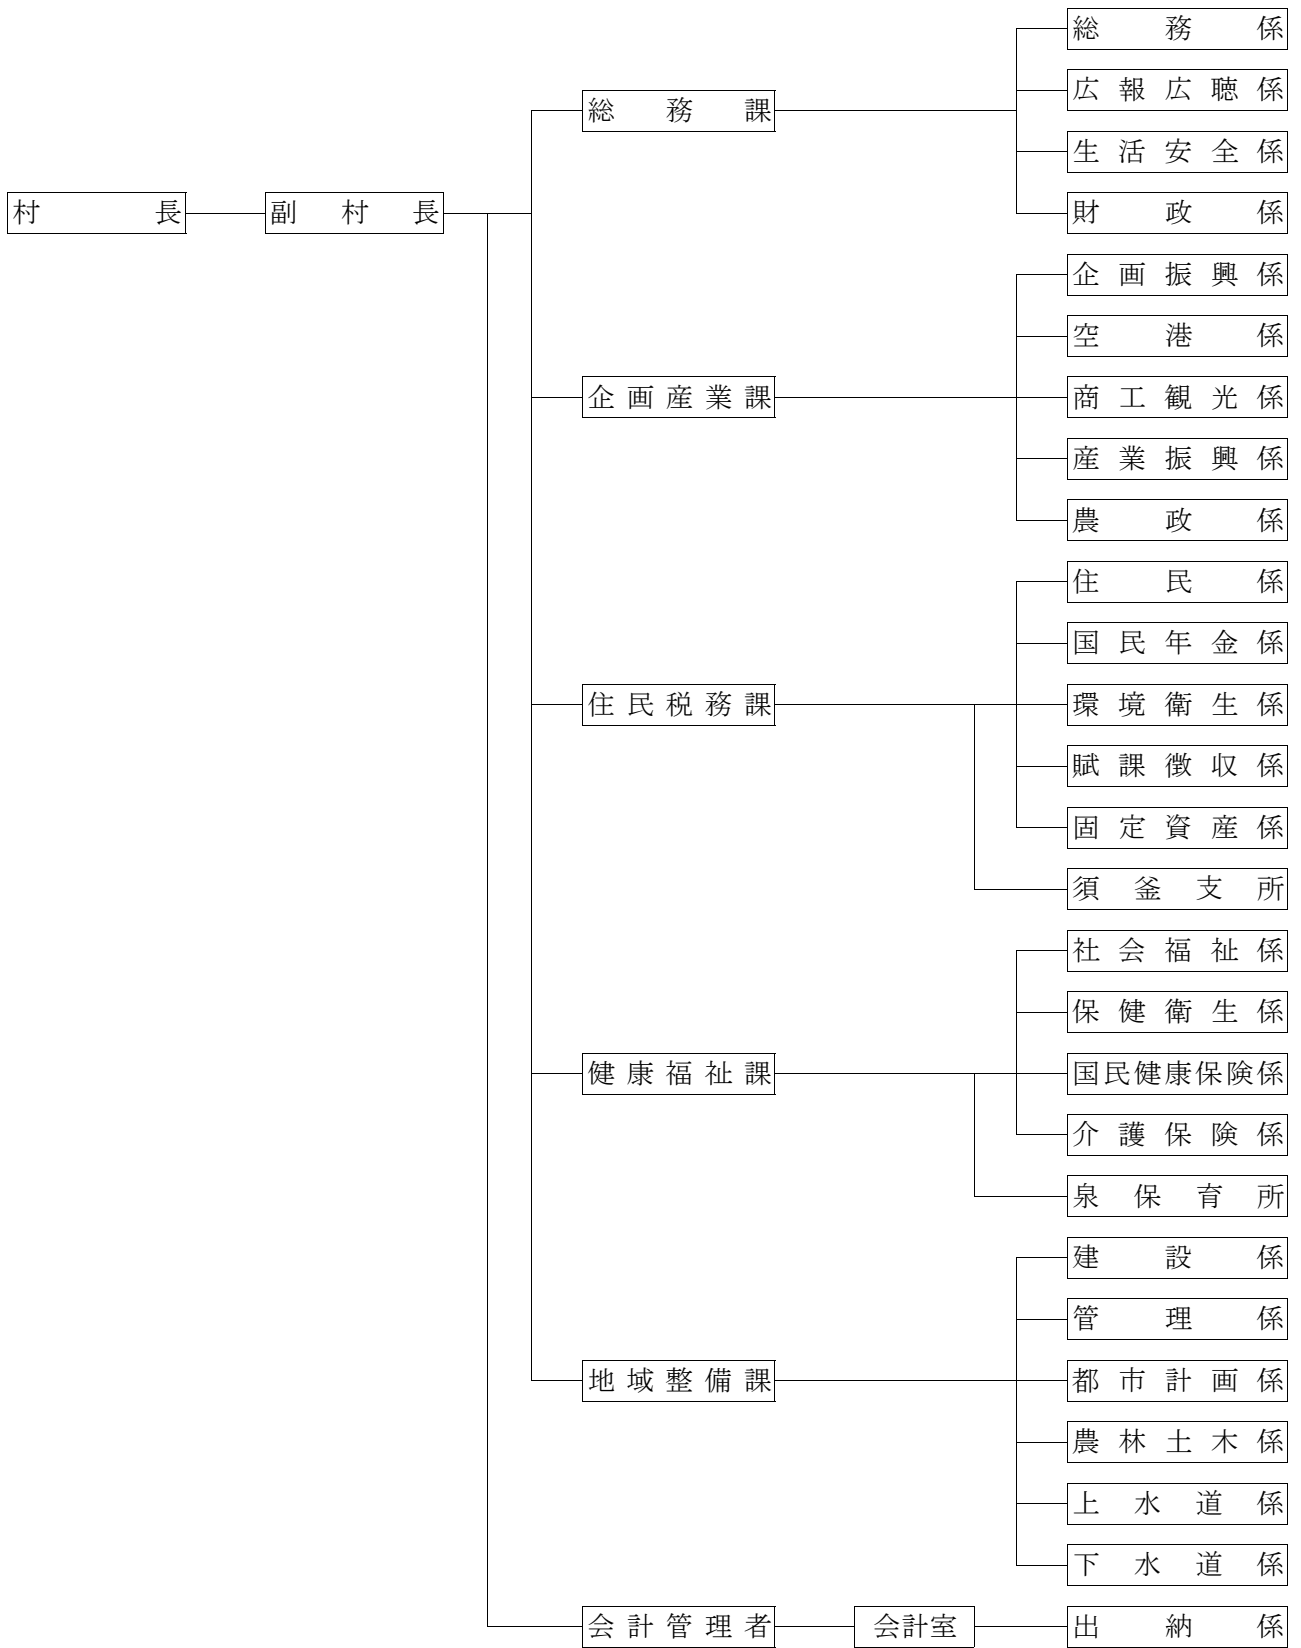 総務係
広報広聴係
総務課
生活安全係
村長 副村長 財政係
企画振興係
空港係
企画産業課 商工観光係
産業振興係
農政係
住民係
国民年金係
住民税務課 環境衛生係
賦課徴収係
固定資産係
須釜支所
社会福祉係
保健衛生係
健康福祉課 国民健康保険係
介護保険係
泉保育所
建設係
管理係
地域整備課 都市計画係
農林土木係
上水道係
下水道係
会計管理者 会計室 出納係